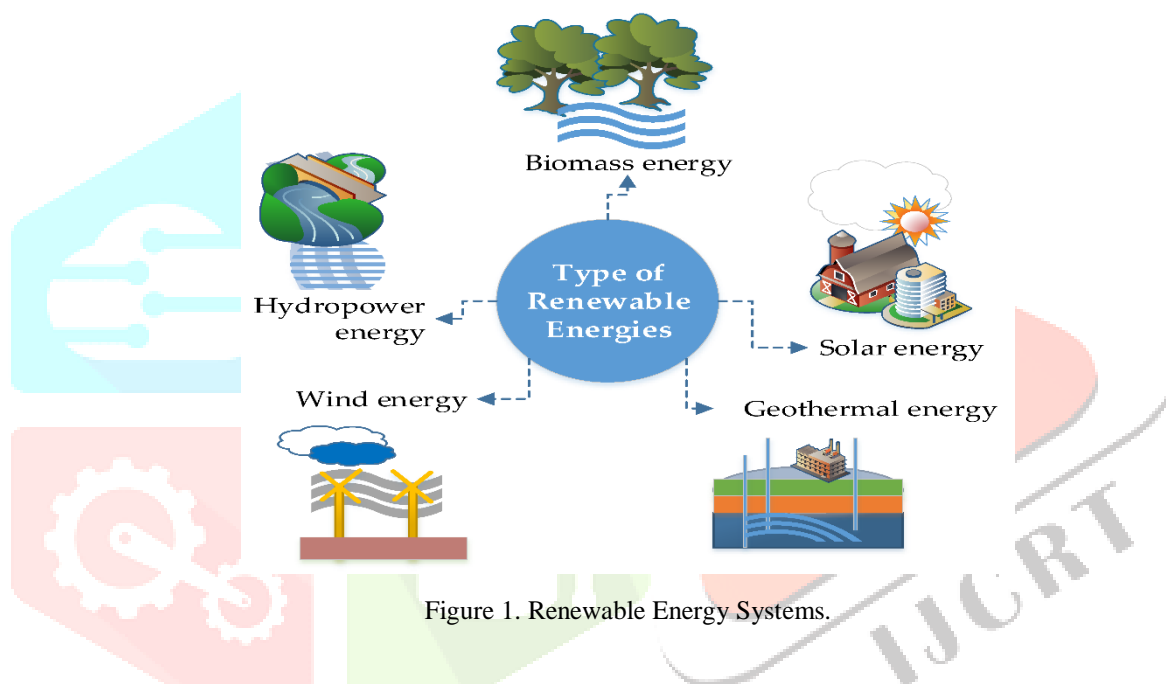 Biomass energy
Hydropower
energy
Type of
Renewable
Energies
Solar energy
Wind energy
Geothermal energy
Figure 1. Renewable Energy Systems.
IJCRT